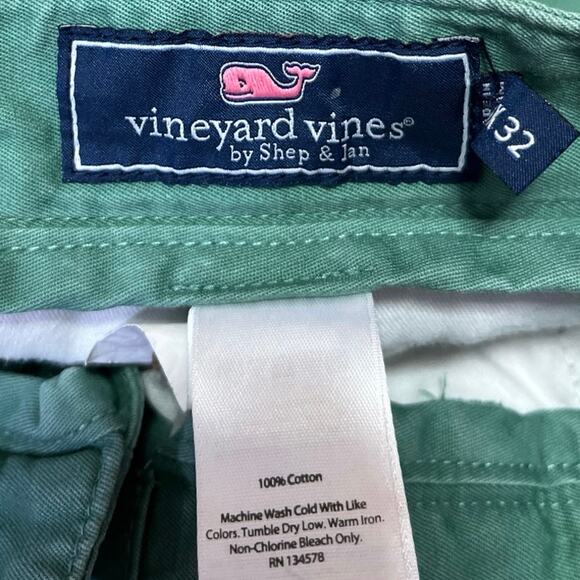 vineyard vines®
by Shep & Ian
32
100% Cotton
Machine Wash Cold With Like
Colors. Tumble Dry Low. Warm Iron.
Non-Chlorine Bleach Only.
RN 134578